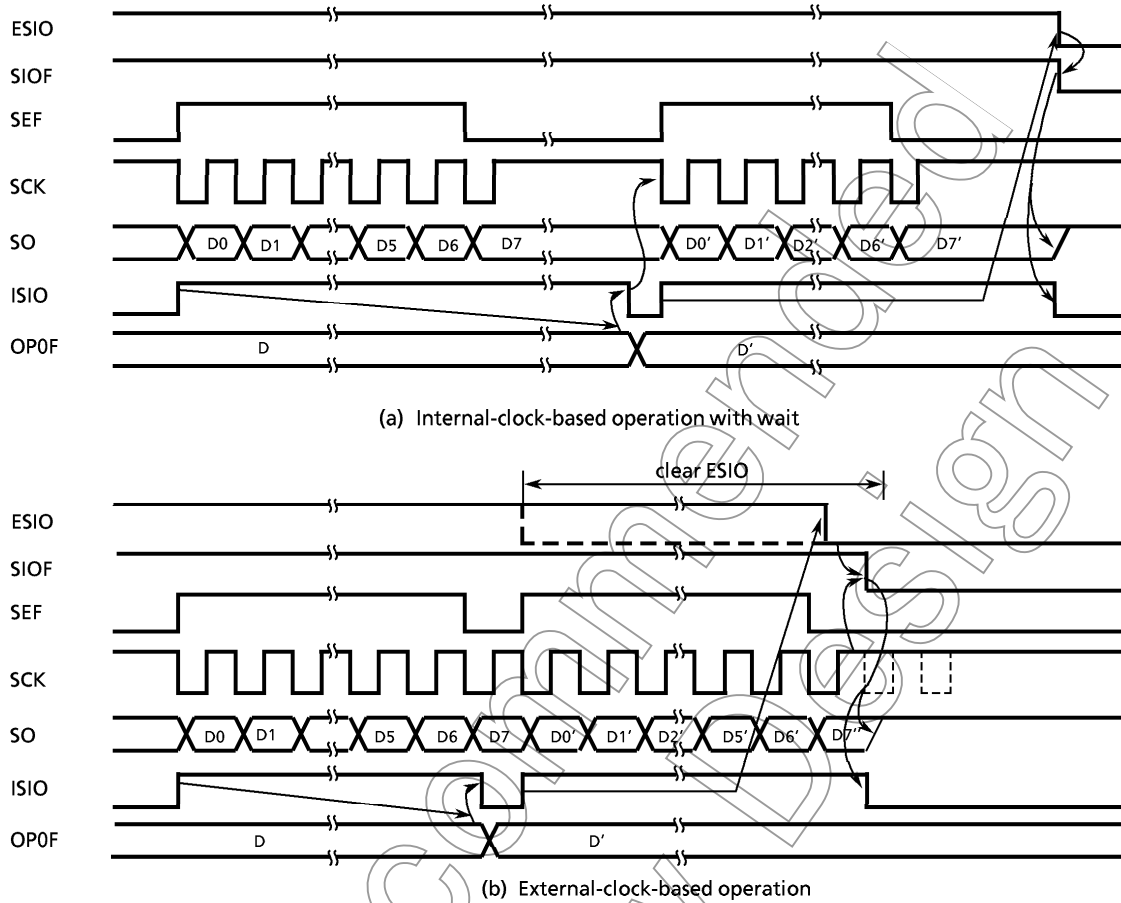 ESIO
SIOF
SEF
SCK
SO D0 D1 D5 D6 D7 D0' D1' D2' D6' D7'
ISIO
OP0F D D'
(a) Internal-clock-based operation with wait
clear ESIO
ESIO
SIOF
SEF
SCK
SO D0 D1 D5 D6 D7 D0' D1' D2' D5' D6' D7''
ISIO
OP0F D D'
(b) External-clock-based operation
commended
w Design